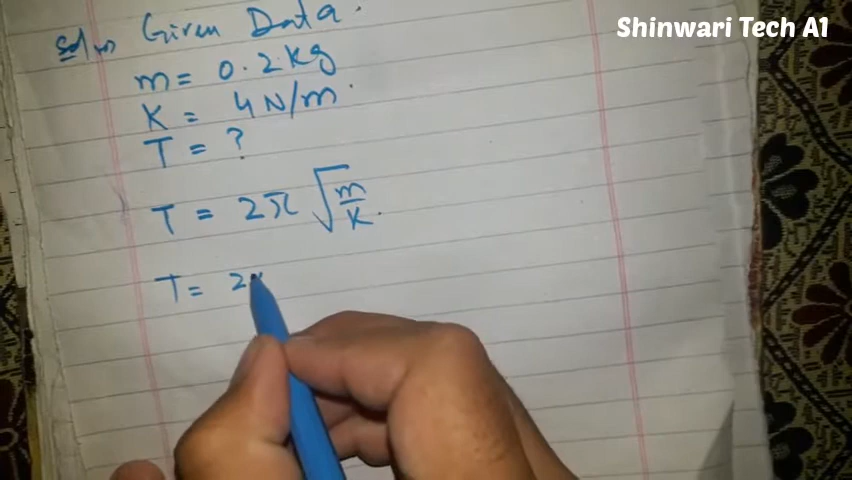 Shinwari Tech A1
Soln Given Data.
m = 0.2 kg
K = 4 N/m.
T = ?
T = 2π √m/K.
T = 2